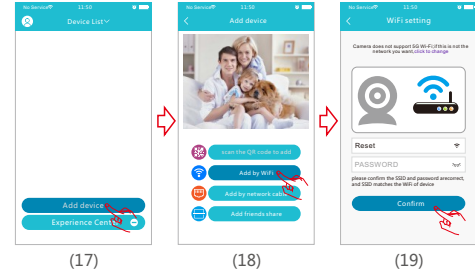 No Service 11:50
Device List
Add device
Experience Cent
(17)
No Service 11:50
Add device
scan the QR code to add
Add by WiFi
Add by network cab
Add friends share
(18)
No Service 11:50
WiFi setting
Camera does not support 5G Wi-Fi;If this is not the
network you want,click to change
Reset
PASSWORD
please confirm the SSID and password arecorrect,
and SSID matches the WiFi of device
Confirm
(19)